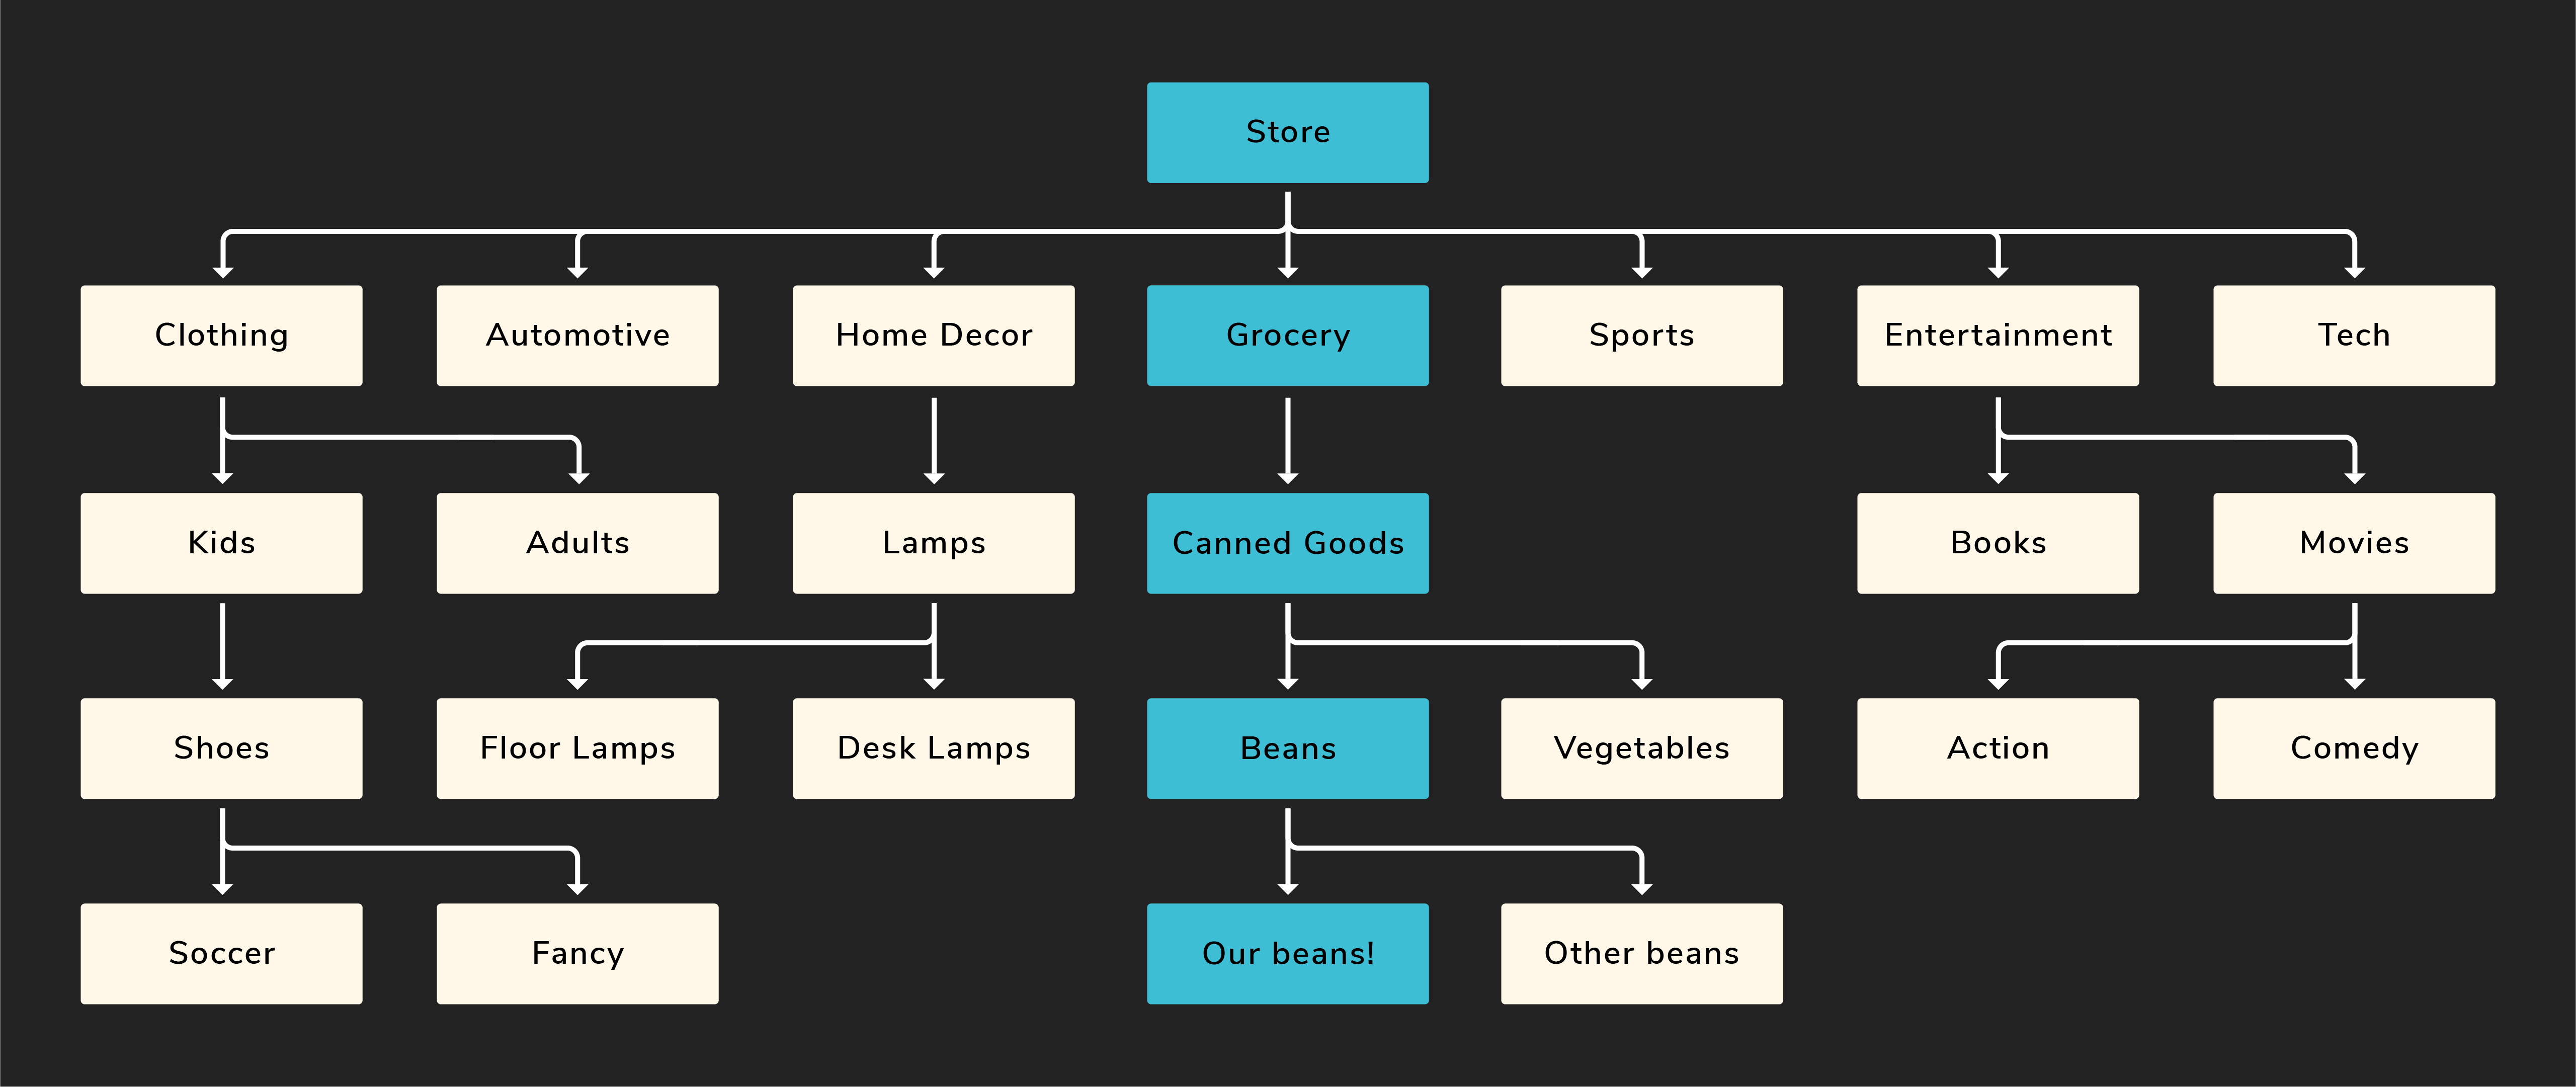 Store
Clothing
Automotive
Home Decor
Grocery
Sports
Entertainment
Tech
Kids
Adults
Lamps
Canned Goods
Books
Movies
Shoes
Floor Lamps
Desk Lamps
Beans
Vegetables
Action
Comedy
Soccer
Fancy
Our beans!
Other beans